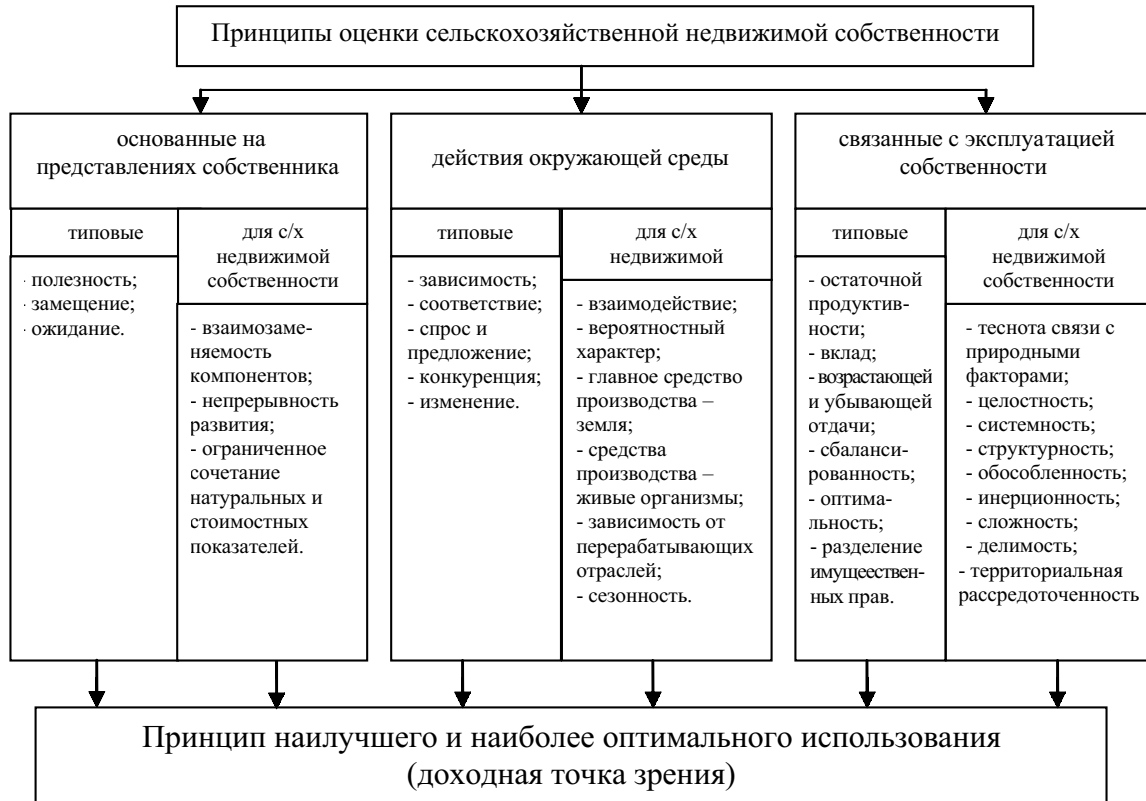 Принципы оценки сельскохозяйственной недвижимой собственности
основанные на
представлениях собственника
типовые
- полезность;
- замещение;
- ожидание.
для с/х
недвижимой
собственности
- взаимозаме-
няемость
компонентов;
- непрерывность
развития;
- ограниченное
сочетание
натуральных и
стоимостных
показателей.
действия окружающей среды
типовые
- зависимость;
- соответствие;
- спрос и
предложение;
- конкуренция;
- изменение.
для с/х
недвижимой
- взаимодействие;
- вероятностный
характер;
- главное средство
производства –
земля;
- средства
производства –
живые организмы;
- зависимость от
перерабатывающих
отраслей;
- сезонность.
связанные с эксплуатацией
собственности
типовые
- остаточной
продуктив-
ности;
- вклад;
- возрастающей
и убывающей
отдачи;
- сбаланси-
рованность;
- оптима-
льность;
- разделение
имущеествен-
ных прав.
для с/х
недвижимой
собственности
- теснота связи с
природными
факторами;
- целостность;
- системность;
- структурность;
- обособленность;
- инерционность;
- сложность;
- делимость;
- территориальная
рассредоточенность
Принцип наилучшего и наиболее оптимального использования
(доходная точка зрения)